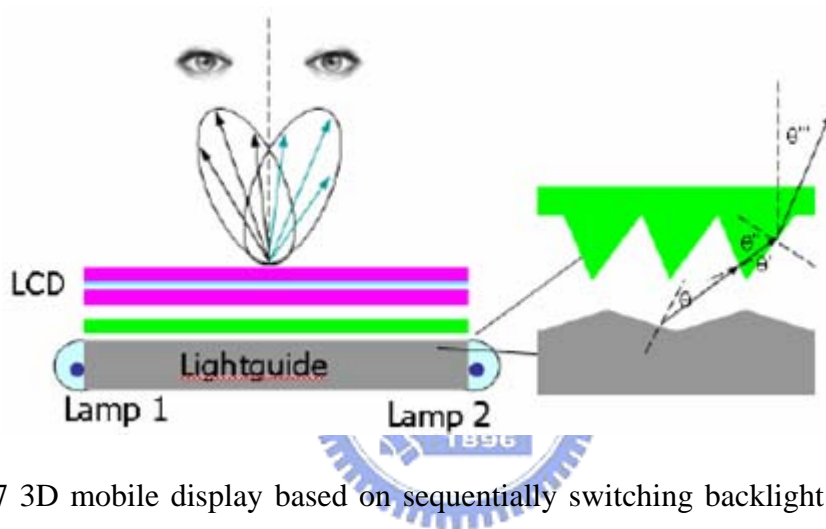 θ'''
θ''
θ'
θ
LCD
Lightguide
Lamp 1
Lamp 2
1896
7 3D mobile display based on sequentially switching backlight